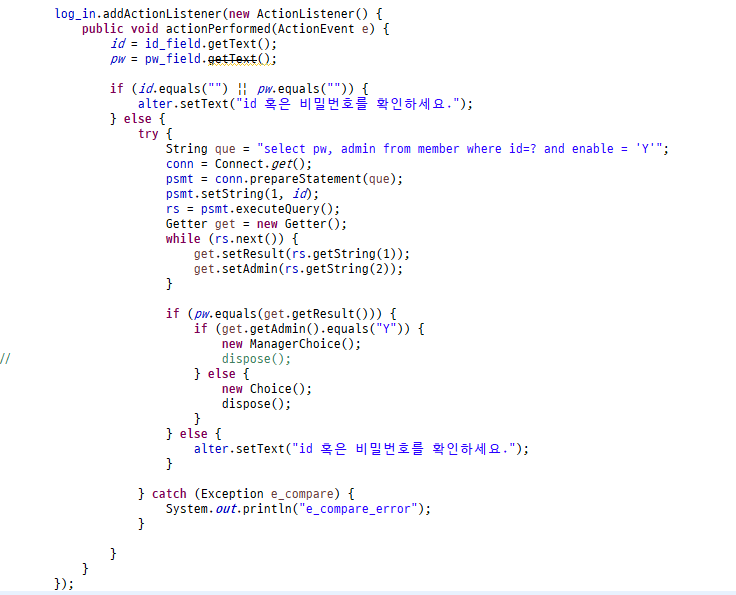 log_in.addActionListener(new ActionListener() {
public void actionPerformed(ActionEvent e) {
id = id_field.getText();
pw = pw_field.getText();
if (id.equals("") || pw.equals("")) {
alter.setText("id 혹은 비밀번호를 확인하세요.");
} else {
try {
String que = "select pw, admin from member where id=? and enable = 'Y'";
conn = Connect.get();
psmt = conn.prepareStatement(que);
psmt.setString(1, id);
rs = psmt.executeQuery();
Getter get = new Getter();
while (rs.next()) {
get.setResult(rs.getString(1));
get.setAdmin(rs.getString(2));
}
if (pw.equals(get.getResult())) {
if (get.getAdmin().equals("Y")) {
new ManagerChoice();
// dispose();
} else {
new Choice();
dispose();
}
} else {
alter.setText("id 혹은 비밀번호를 확인하세요.");
}
} catch (Exception e_compare) {
System.out.println("e_compare_error");
}
}
}
});